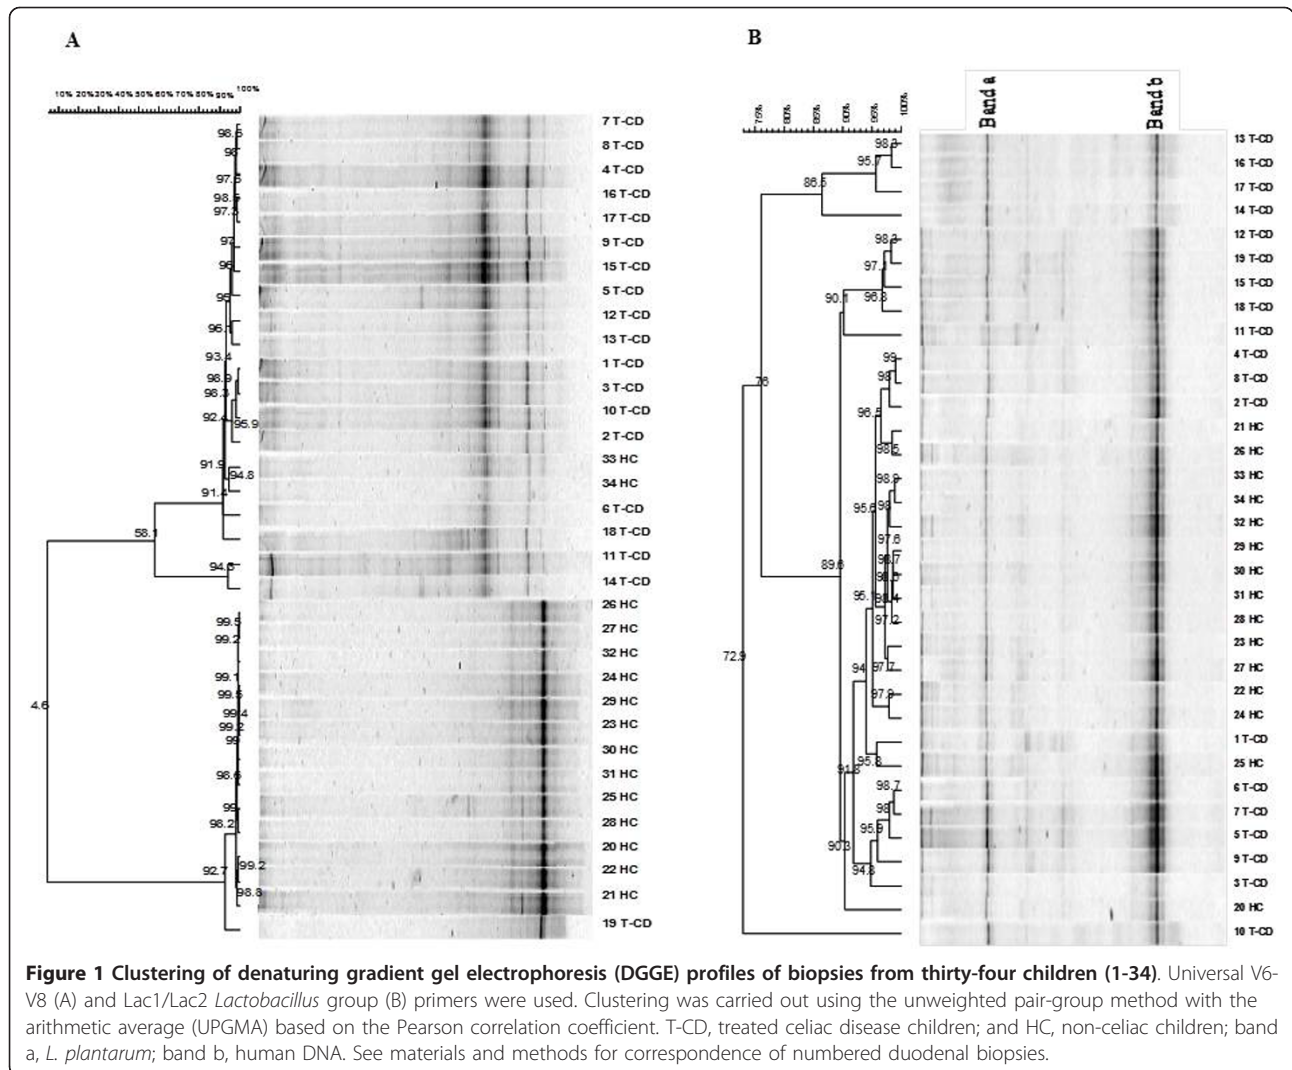 A
10% 20% 30% 40% 50% 60% 70% 80% 90% 100%
7 T-CD
8 T-CD
4 T-CD
16 T-CD
17 T-CD
9 T-CD
15 T-CD
5 T-CD
12 T-CD
13 T-CD
1 T-CD
3 T-CD
10 T-CD
2 T-CD
33 HC
34 HC
6 T-CD
18 T-CD
11 T-CD
14 T-CD
26 HC
27 HC
32 HC
24 HC
29 HC
23 HC
30 HC
31 HC
25 HC
28 HC
20 HC
22 HC
21 HC
19 T-CD
98.5
98
97.5
98.5
97.3
97
96
95
96.
93.4
98.9
98.3
92.4
95.9
91.9
94.8
91.4
58.1
94.3
99.5
99.2
99.1
99.5
99.4
99.2
99
4.6
98.6
99
98.2
99.2
92.7
98.8
B
75% 80% 85% 90% 95% 100%
Band a
Band b
13 T-CD
16 T-CD
17 T-CD
14 T-CD
12 T-CD
19 T-CD
15 T-CD
18 T-CD
11 T-CD
4 T-CD
8 T-CD
2 T-CD
21 HC
26 HC
33 HC
34 HC
32 HC
29 HC
30 HC
31 HC
28 HC
23 HC
27 HC
22 HC
24 HC
1 T-CD
25 HC
6 T-CD
7 T-CD
5 T-CD
9 T-CD
3 T-CD
20 HC
10 T-CD
98.3
95.7
86.5
98.3
97.
96.8
90.1
99
98
76
96.5
98.5
98.9
98
95.6
97.6
89.6
95.1
97.2
94
97.7
97.9
72.9
95.8
91.8
98.7
98
95.9
90.3
94.8
Figure 1 Clustering of denaturing gradient gel electrophoresis (DGGE) profiles of biopsies from thirty-four children (1-34). Universal V6-
V8 (A) and Lac1/Lac2 Lactobacillus group (B) primers were used. Clustering was carried out using the unweighted pair-group method with the
arithmetic average (UPGMA) based on the Pearson correlation coefficient. T-CD, treated celiac disease children; and HC, non-celiac children; band
a, L. plantarum; band b, human DNA. See materials and methods for correspondence of numbered duodenal biopsies.